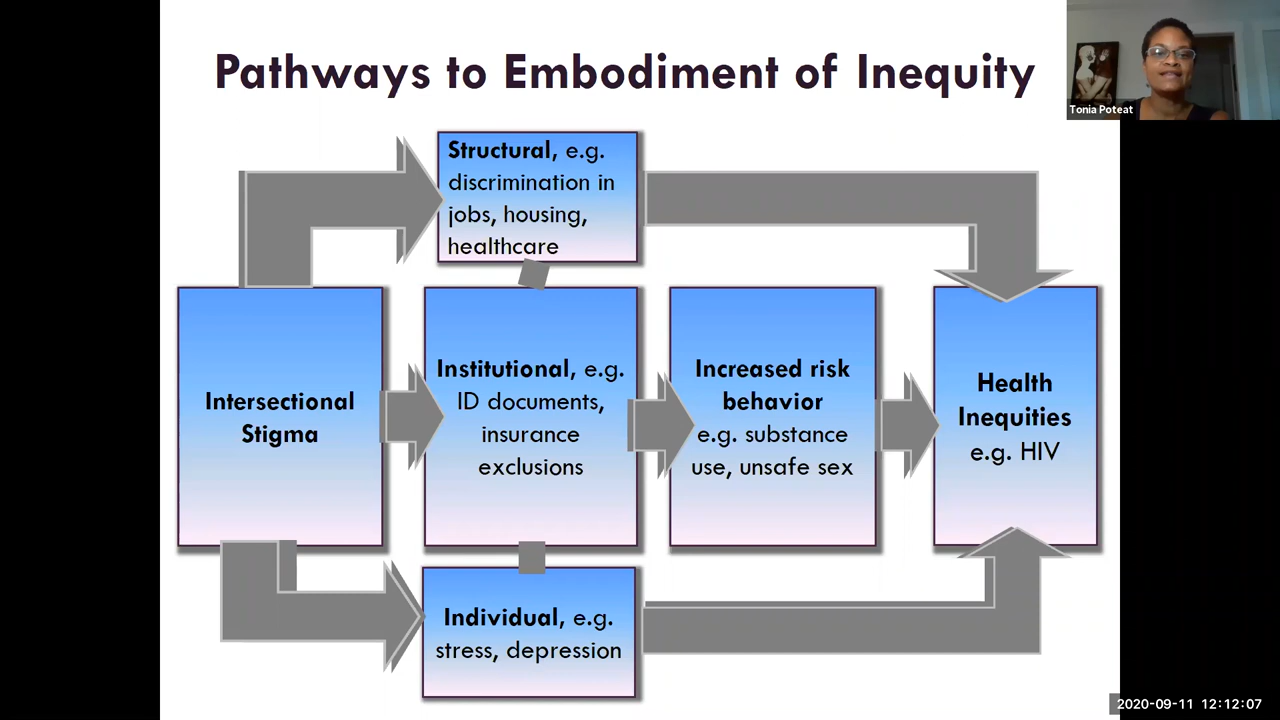 Pathways to Embodiment of Inequity
Tonia Poteat
Structural, e.g.
discrimination in
jobs, housing,
healthcare
Intersectional
Stigma
Institutional, e.g.
ID documents,
insurance
exclusions
Increased risk
behavior
e.g. substance
use, unsafe sex
Health
Inequities
e.g. HIV
Individual, e.g.
stress, depression
2020-09-11 12:12:07